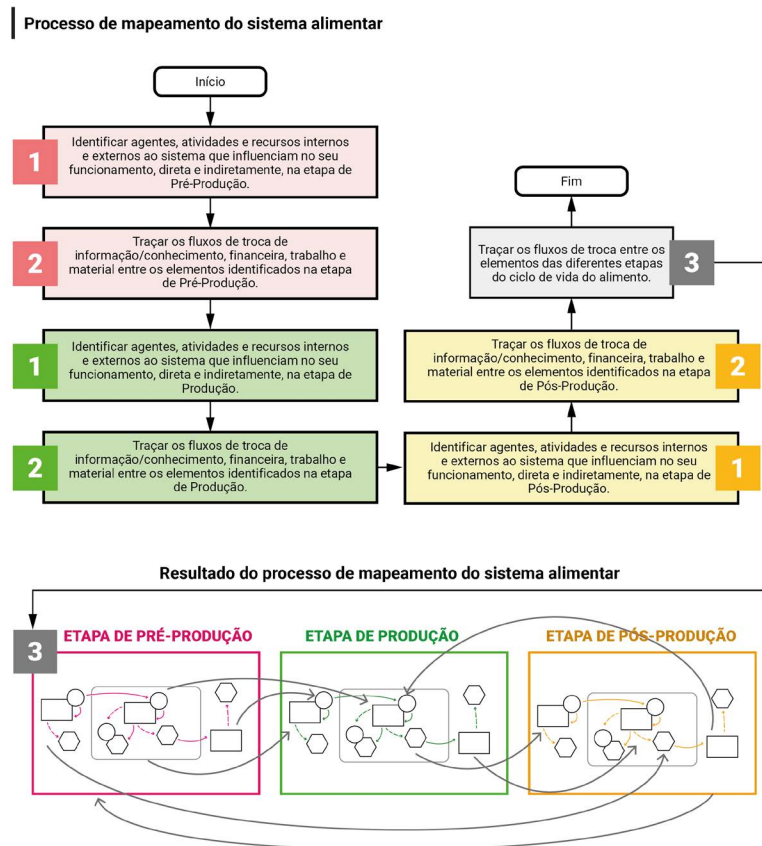 Processo de mapeamento do sistema alimentar
Início
1
Identificar agentes, atividades e recursos internos
e externos ao sistema que influenciam no seu
funcionamento, direta e indiretamente, na etapa de
Pré-Produção.
2
Traçar os fluxos de troca de
informação/conhecimento, financeira, trabalho e
material entre os elementos identificados na etapa
de Pré-Produção.
1
Identificar agentes, atividades e recursos internos
e externos ao sistema que influenciam no seu
funcionamento, direta e indiretamente, na etapa de
Produção.
2
Traçar os fluxos de troca de
informação/conhecimento, financeira, trabalho e
material entre os elementos identificados na etapa
de Produção.
Identificar agentes, atividades e recursos internos
e externos ao sistema que influenciam no seu
funcionamento, direta e indiretamente, na etapa de
Pós-Produção.
1
Traçar os fluxos de troca de
informação/conhecimento, financeira, trabalho e
material entre os elementos identificados na etapa
de Pós-Produção.
2
Traçar os fluxos de troca entre os
elementos das diferentes etapas
do ciclo de vida do alimento.
3
Fim
Resultado do processo de mapeamento do sistema alimentar
3
ETAPA DE PRÉ-PRODUÇÃO
ETAPA DE PRODUÇÃO
ETAPA DE PÓS-PRODUÇÃO